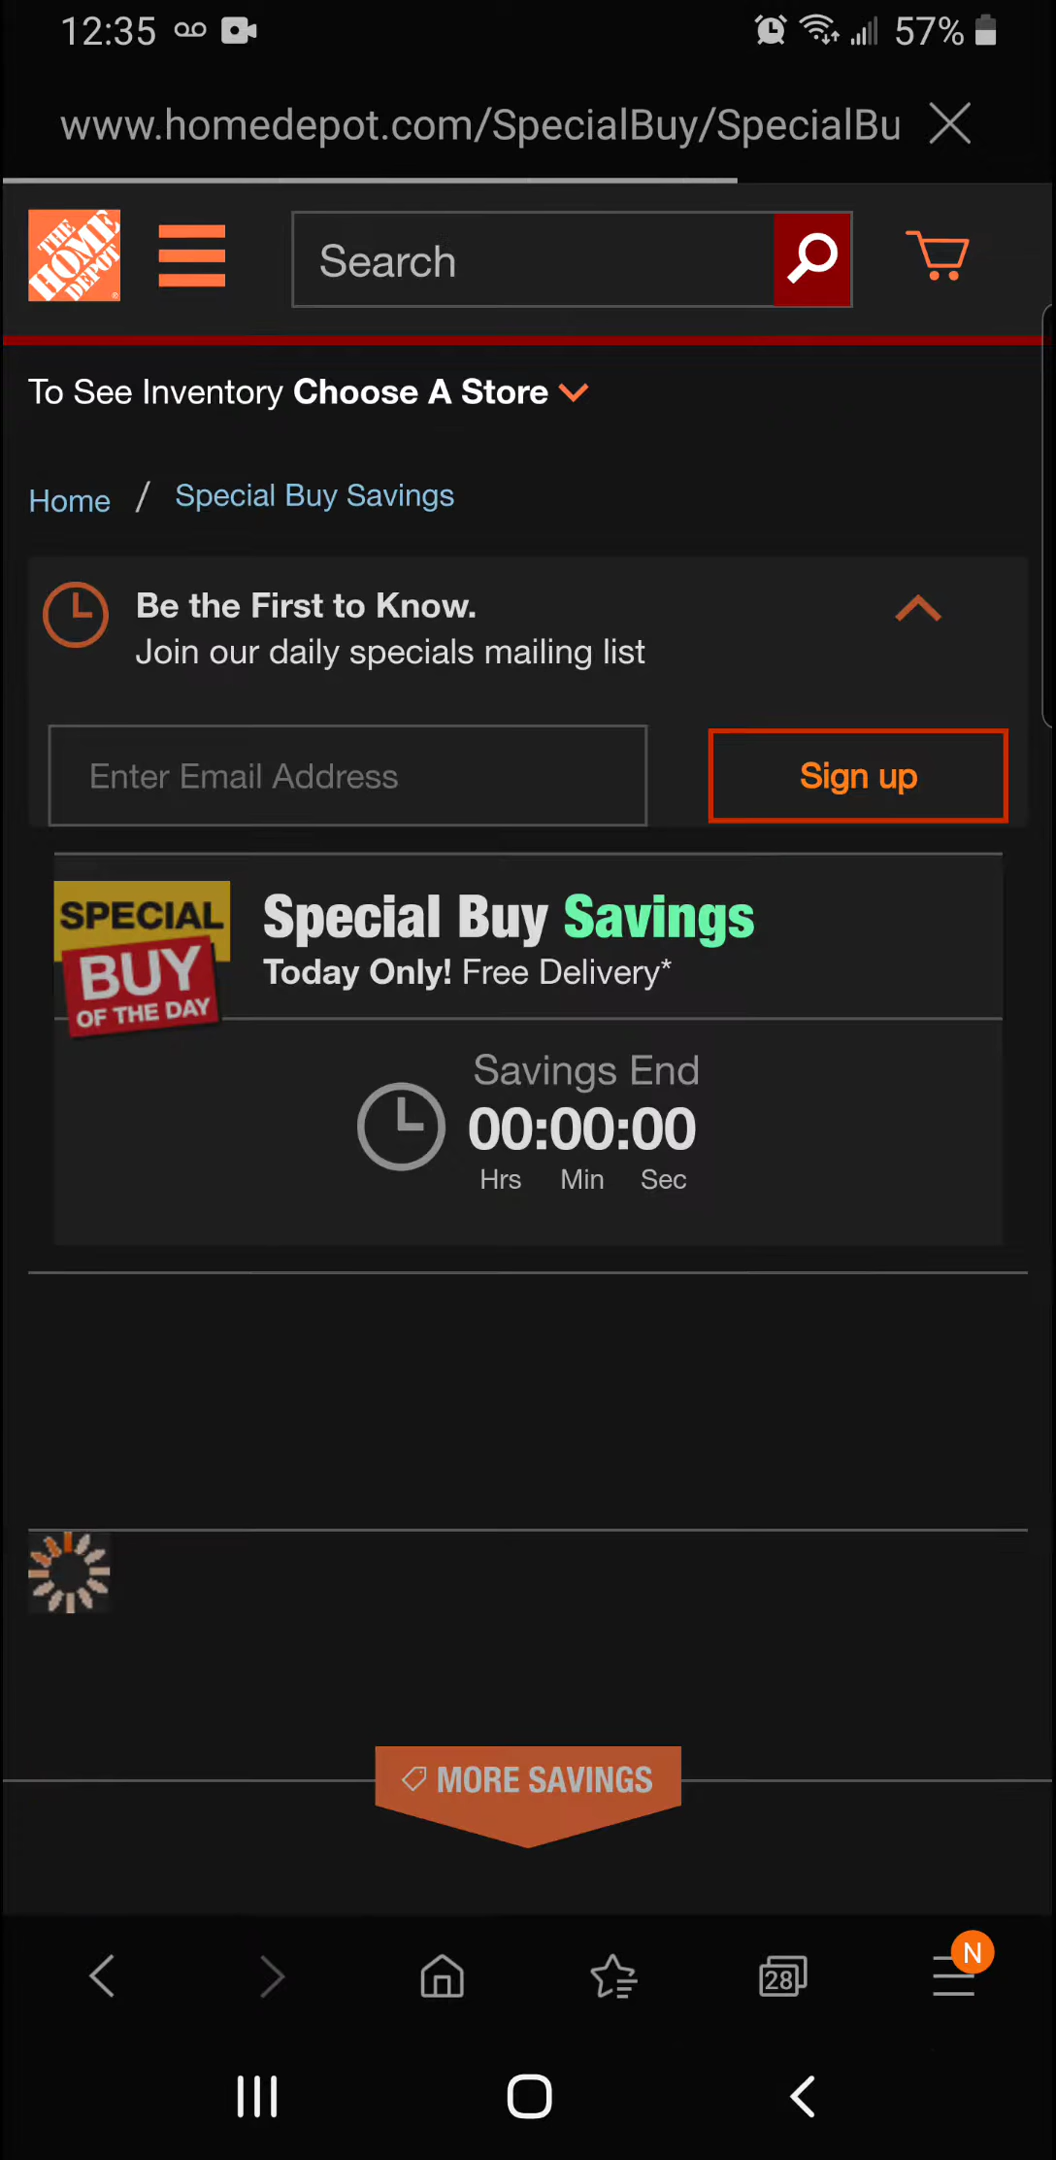 12:35 57%
www.homedepot.com/SpecialBuy/SpecialBu
THE HOME DEPOT
Search
To See Inventory Choose A Store
Home / Special Buy Savings
Be the First to Know.
Join our daily specials mailing list
Enter Email Address
Sign up
SPECIAL
BUY
OF THE DAY
Special Buy Savings
Today Only! Free Delivery*
Savings End
00:00:00
Hrs Min Sec
MORE SAVINGS
28
N